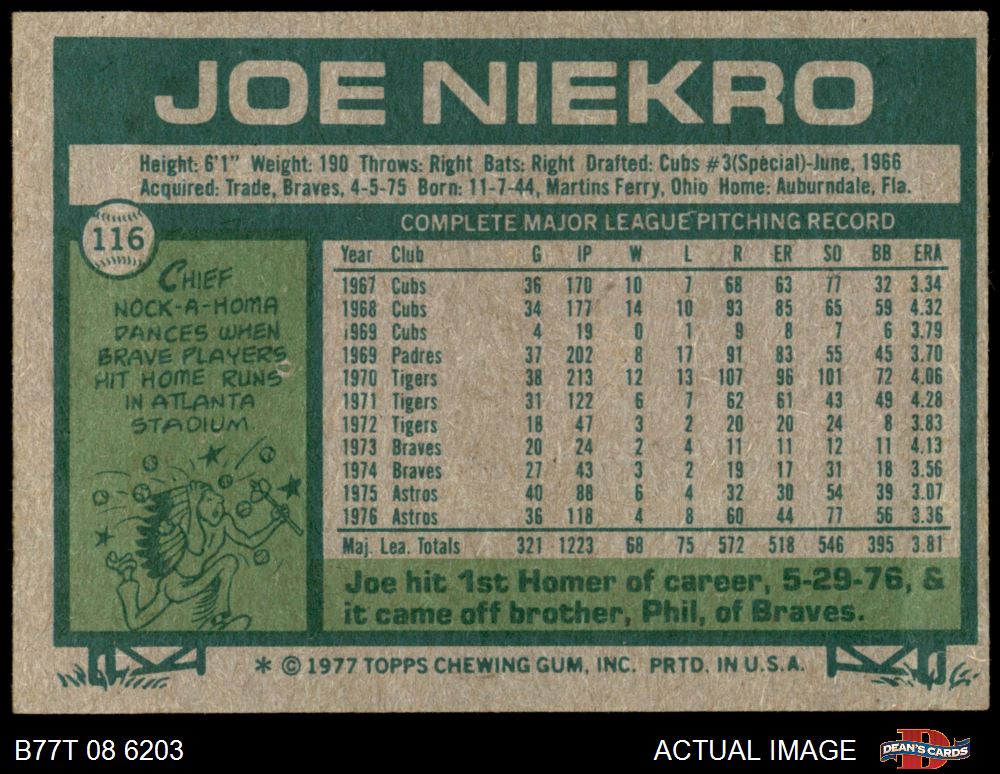 JOE NIEKRO
Height: 6'1" Weight: 190 Throws: Right Bats: Right Drafted: Cubs #3(Special)-June, 1966
Acquired: Trade, Braves, 4-5-75 Born: 11-7-44, Martins Ferry, Ohio Home: Auburndale, Fla.
116
CHIEF
NOCK-A-HOMA
DANCES WHEN
BRAVE PLAYERS
HIT HOME RUNS
IN ATLANTA
STADIUM.
COMPLETE MAJOR LEAGUE PITCHING RECORD
Year Club G IP W L R ER SO BB ERA
1967 Cubs 36 170 10 7 68 63 77 32 3.34
1968 Cubs 34 177 14 10 93 85 65 59 4.32
1969 Cubs 4 19 0 1 9 8 7 6 3.79
1969 Padres 37 202 8 17 91 83 55 45 3.70
1970 Tigers 38 213 12 13 107 96 101 72 4.06
1971 Tigers 31 122 6 7 62 61 43 49 4.28
1972 Tigers 18 47 3 2 20 20 24 8 3.83
1973 Braves 20 24 2 4 11 11 12 11 4.13
1974 Braves 27 43 3 2 19 17 31 18 3.56
1975 Astros 40 88 6 4 32 30 54 39 3.07
1976 Astros 36 118 4 8 60 44 77 56 3.36
Maj. Lea. Totals 321 1223 68 75 572 518 546 395 3.81
Joe hit 1st Homer of career, 5-29-76, &
it came off brother, Phil, of Braves.
* © 1977 TOPPS CHEWING GUM, INC. PRTD. IN U.S.A.
B77T 08 6203
ACTUAL IMAGE
DEAN'S CARDS